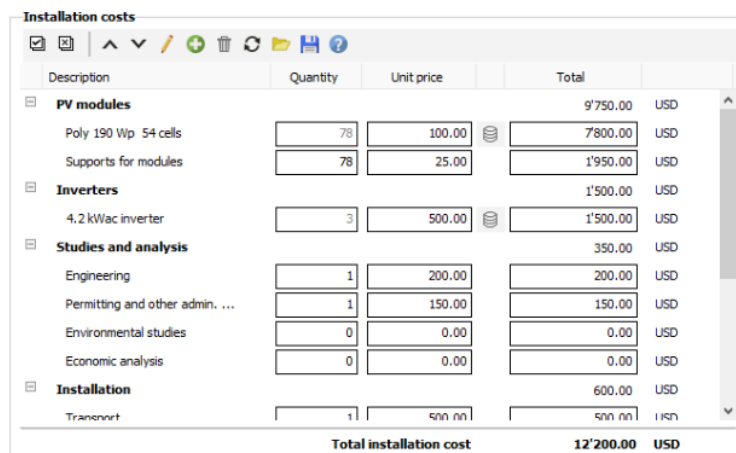 Installation costs
Description Quantity Unit price Total
PV modules 9'750.00 USD
Poly 190 Wp 54 cells 78 100.00 7'800.00 USD
Supports for modules 78 25.00 1'950.00 USD
Inverters 1'500.00 USD
4.2 kWac inverter 3 500.00 1'500.00 USD
Studies and analysis 350.00 USD
Engineering 1 200.00 200.00 USD
Permitting and other admin. ... 1 150.00 150.00 USD
Environmental studies 0 0.00 0.00 USD
Economic analysis 0 0.00 0.00 USD
Installation 600.00 USD
Transport 1 500.00 500.00 USD
Total installation cost 12'200.00 USD